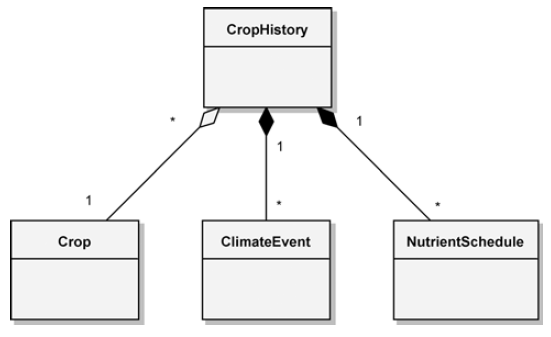 CropHistory
*
1
1
1
*
*
Crop
ClimateEvent
NutrientSchedule